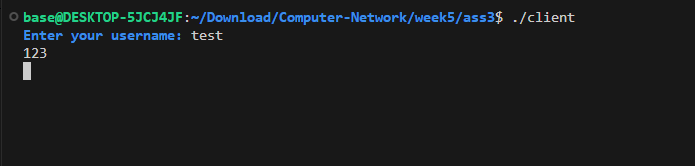 base@DESKTOP-5JCJ4JF:~/Download/Computer-Network/week5/ass3$ ./client
Enter your username: test
123